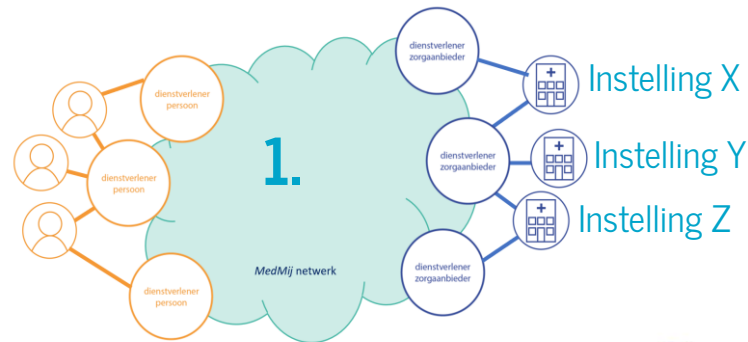 dienstverlener
zorgaanbieder
Instelling X
dienstverlener
persoon
1.
dienstverlener
zorgaanbieder
Instelling Y
dienstverlener
persoon
Instelling Z
MedMij netwerk
dienstverlener
zorgaanbieder
dienstverlener
persoon